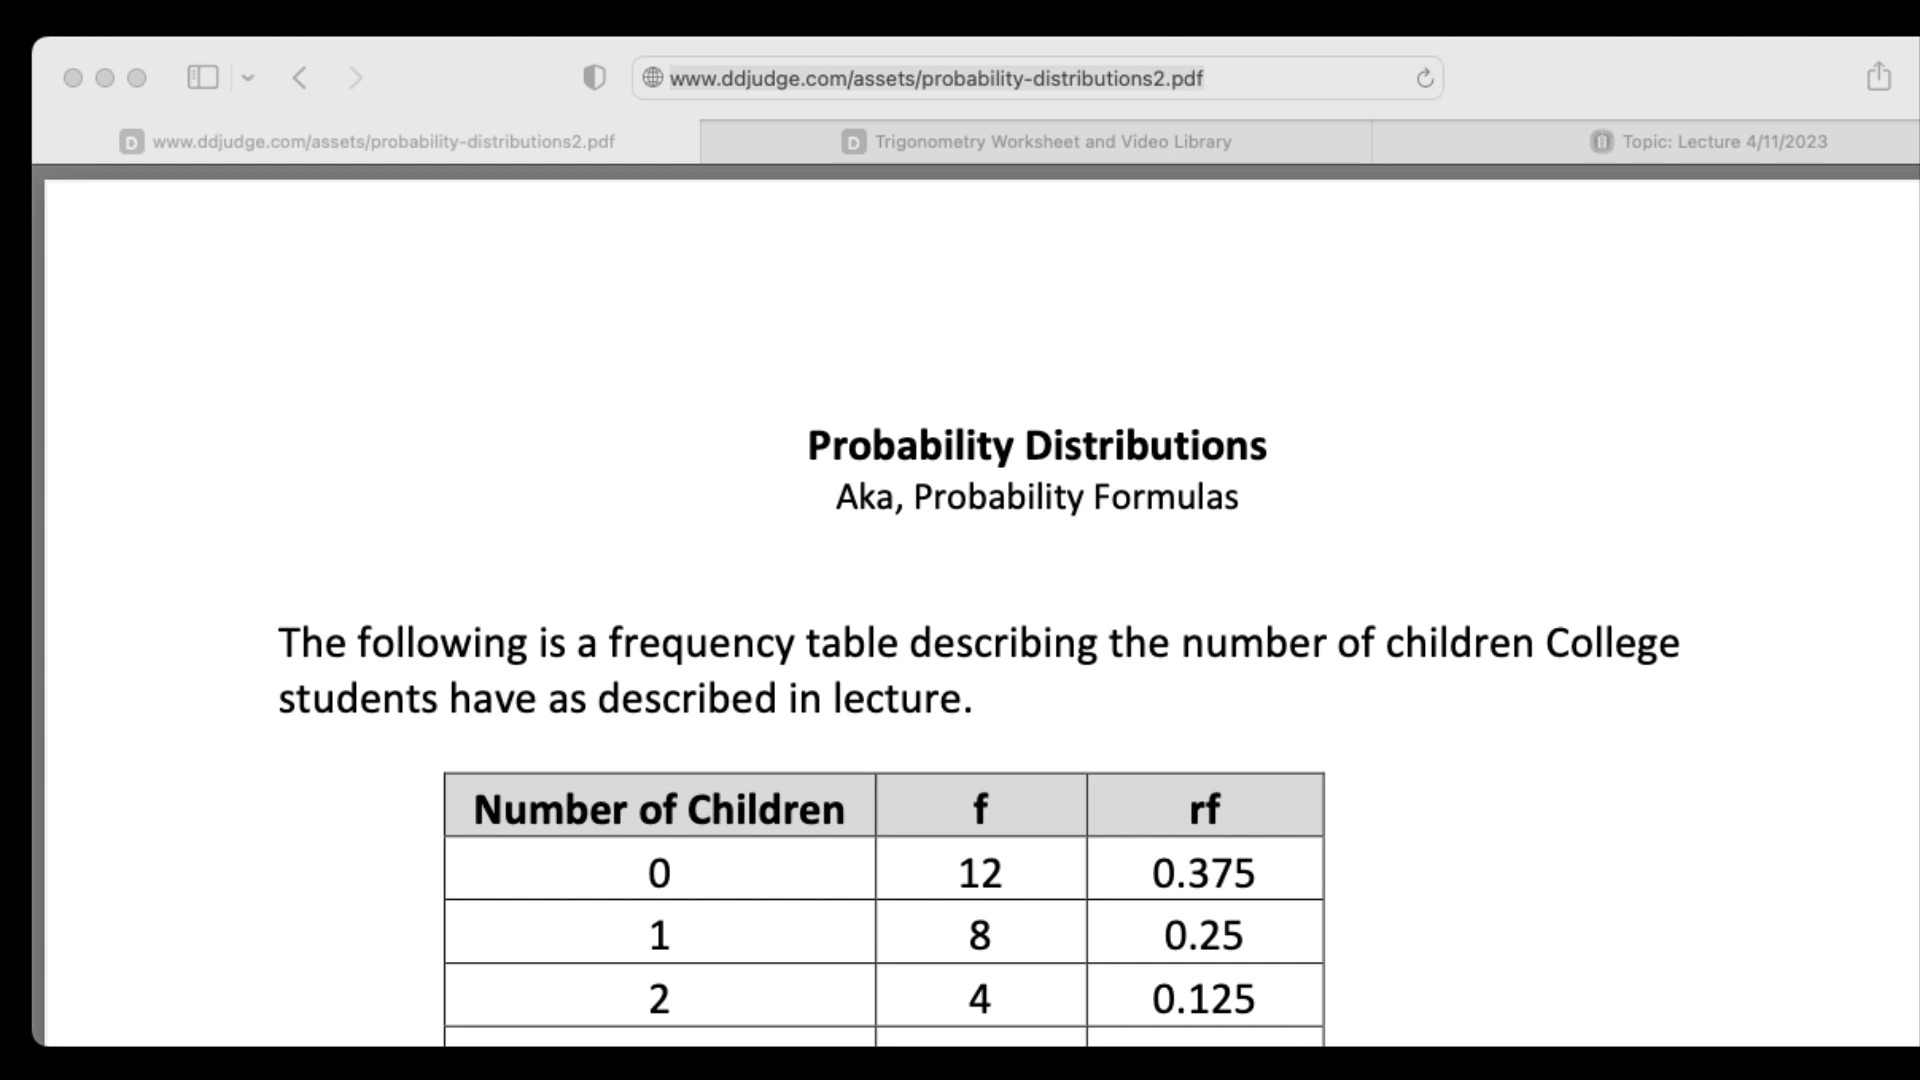 www.ddjudge.com/assets/probability-distributions2.pdf
D www.ddjudge.com/assets/probability-distributions2.pdf
D Trigonometry Worksheet and Video Library
Topic: Lecture 4/11/2023
Probability Distributions
Aka, Probability Formulas
The following is a frequency table describing the number of children College
students have as described in lecture.
Number of Children f rf
0 12 0.375
1 8 0.25
2 4 0.125